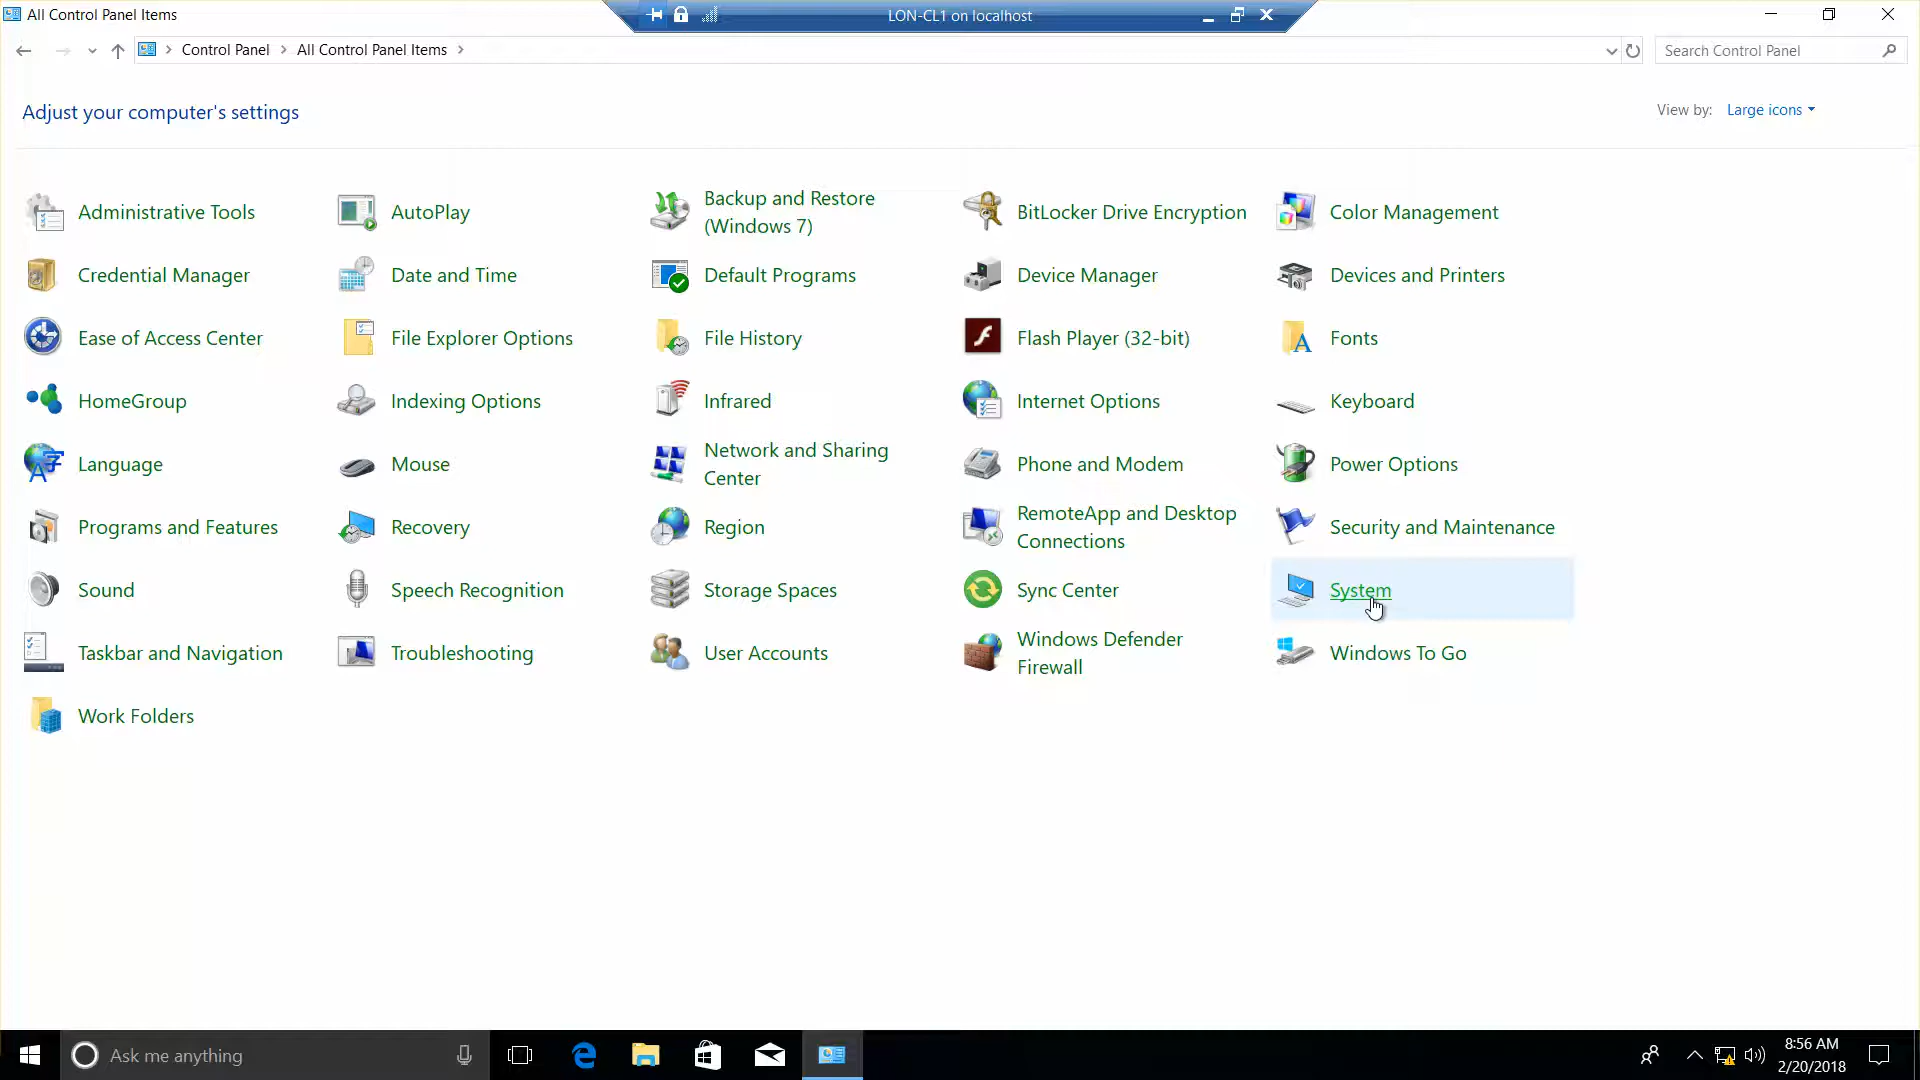 All Control Panel Items
LON-CL1 on localhost
Control Panel
All Control Panel Items
Search Control Panel
Adjust your computer's settings
View by:
Large icons
Administrative Tools
AutoPlay
Backup and Restore
(Windows 7)
BitLocker Drive Encryption
Color Management
Credential Manager
Date and Time
Default Programs
Device Manager
Devices and Printers
Ease of Access Center
File Explorer Options
File History
Flash Player (32-bit)
Fonts
HomeGroup
Indexing Options
Infrared
Internet Options
Keyboard
Language
Mouse
Network and Sharing
Center
Phone and Modem
Power Options
Programs and Features
Recovery
Region
RemoteApp and Desktop
Connections
Security and Maintenance
Sound
Speech Recognition
Storage Spaces
Sync Center
System
Taskbar and Navigation
Troubleshooting
User Accounts
Windows Defender
Firewall
Windows To Go
Work Folders
Ask me anything
8:56 AM
2/20/2018